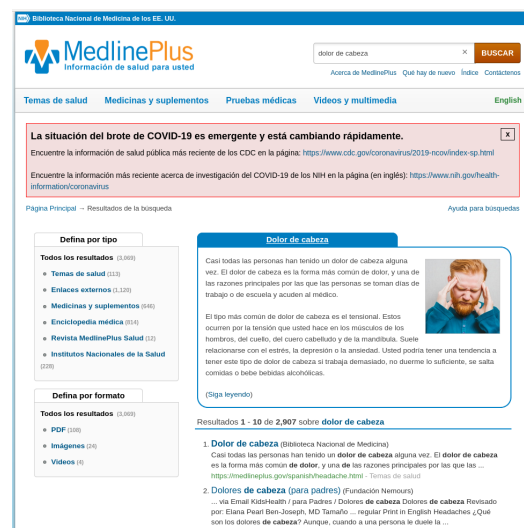 NIH Biblioteca Nacional de Medicina de los EE. UU.
MedlinePlus
Información de salud para usted
dolor de cabeza × BUSCAR
Acerca de MedlinePlus Qué hay de nuevo Índice Contáctenos
Temas de salud Medicinas y suplementos Pruebas médicas Videos y multimedia English
La situación del brote de COVID-19 es emergente y está cambiando rápidamente. x
Encuentre la información de salud pública más reciente de los CDC en la página: https://www.cdc.gov/coronavirus/2019-ncov/index-sp.html
Encuentre la información más reciente acerca de investigación del COVID-19 de los NIH en la página (en inglés): https://www.nih.gov/health-
information/coronavirus
Página Principal → Resultados de la búsqueda Ayuda para búsquedas
Defina por tipo
Todos los resultados (3,069)
Temas de salud (113)
Enlaces externos (1,120)
Medicinas y suplementos (646)
Enciclopedia médica (814)
Revista MedlinePlus Salud (12)
Institutos Nacionales de la Salud
(228)
Defina por formato
Todos los resultados (3,069)
PDF (108)
Imágenes (24)
Videos (4)
Dolor de cabeza
Casi todas las personas han tenido un dolor de cabeza alguna
vez. El dolor de cabeza es la forma más común de dolor, y una de
las razones principales por las que las personas se toman días de
trabajo o de escuela y acuden al médico.
El tipo más común de dolor de cabeza es el tensional. Estos
ocurren por la tensión que usted hace en los músculos de los
hombros, del cuello, del cuero cabelludo y de la mandíbula. Suele
relacionarse con el estrés, la depresión o la ansiedad. Usted podría tener una tendencia a
tener este tipo de dolor de cabeza si trabaja demasiado, no duerme lo suficiente, se salta
comidas o bebe bebidas alcohólicas.
(Siga leyendo)
Resultados 1 - 10 de 2,907 sobre dolor de cabeza
1. Dolor de cabeza (Biblioteca Nacional de Medicina)
Casi todas las personas han tenido un dolor de cabeza alguna vez. El dolor de cabeza
es la forma más común de dolor, y una de las razones principales por las que las ...
https://medlineplus.gov/spanish/headache.html - Temas de salud
2. Dolores de cabeza (para padres) (Fundación Nemours)
... via Email KidsHealth / para Padres / Dolores de cabeza Dolores de cabeza Revisado
por: Elana Pearl Ben-Joseph, MD Tamaño ... regular Print in English Headaches ¿Qué
son los dolores de cabeza? Aunque, cuando a una persona le duele la ...